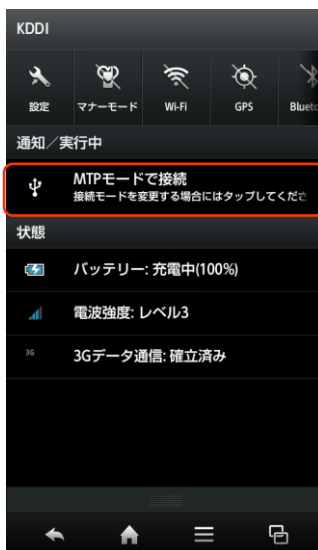 KDDI
設定 マナーモード Wi-Fi GPS Blueto
通知／実行中
MTPモードで接続
接続モードを変更する場合にはタップしてくださ
状態
バッテリー: 充電中(100%)
電波強度: レベル3
3G 3Gデータ通信: 確立済み